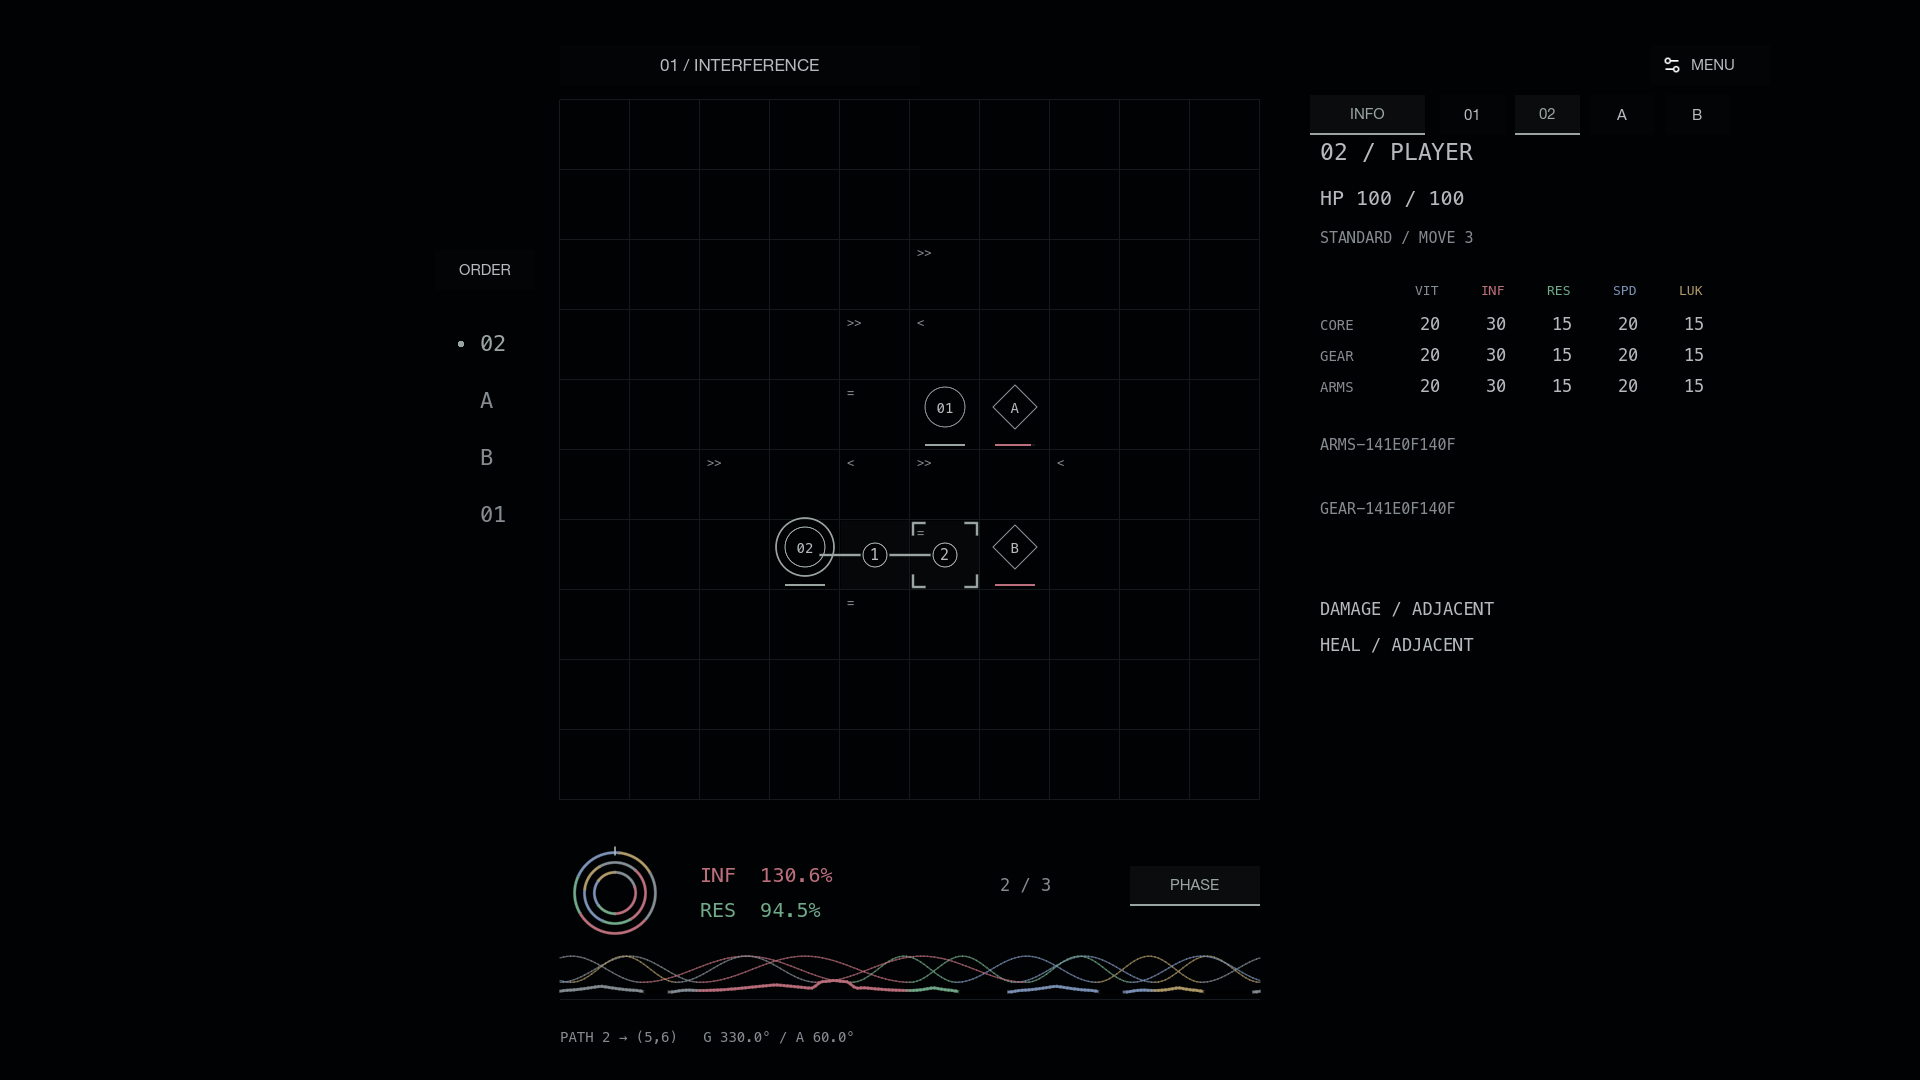 01 / INTERFERENCE
MENU
INFO 01 02 A B
02 / PLAYER
HP 100 / 100
STANDARD / MOVE 3
VIT INF RES SPD LUK
CORE 20 30 15 20 15
GEAR 20 30 15 20 15
ARMS 20 30 15 20 15
ARMS-141E0F140F
GEAR-141E0F140F
DAMAGE / ADJACENT
HEAL / ADJACENT
ORDER
02
A
B
01
>>
>> <
=
01 A
>> < >> <
=
02 1 2 B
=
INF 130.6%
RES 94.5%
2 / 3
PHASE
PATH 2 → (5,6) G 330.0° / A 60.0°